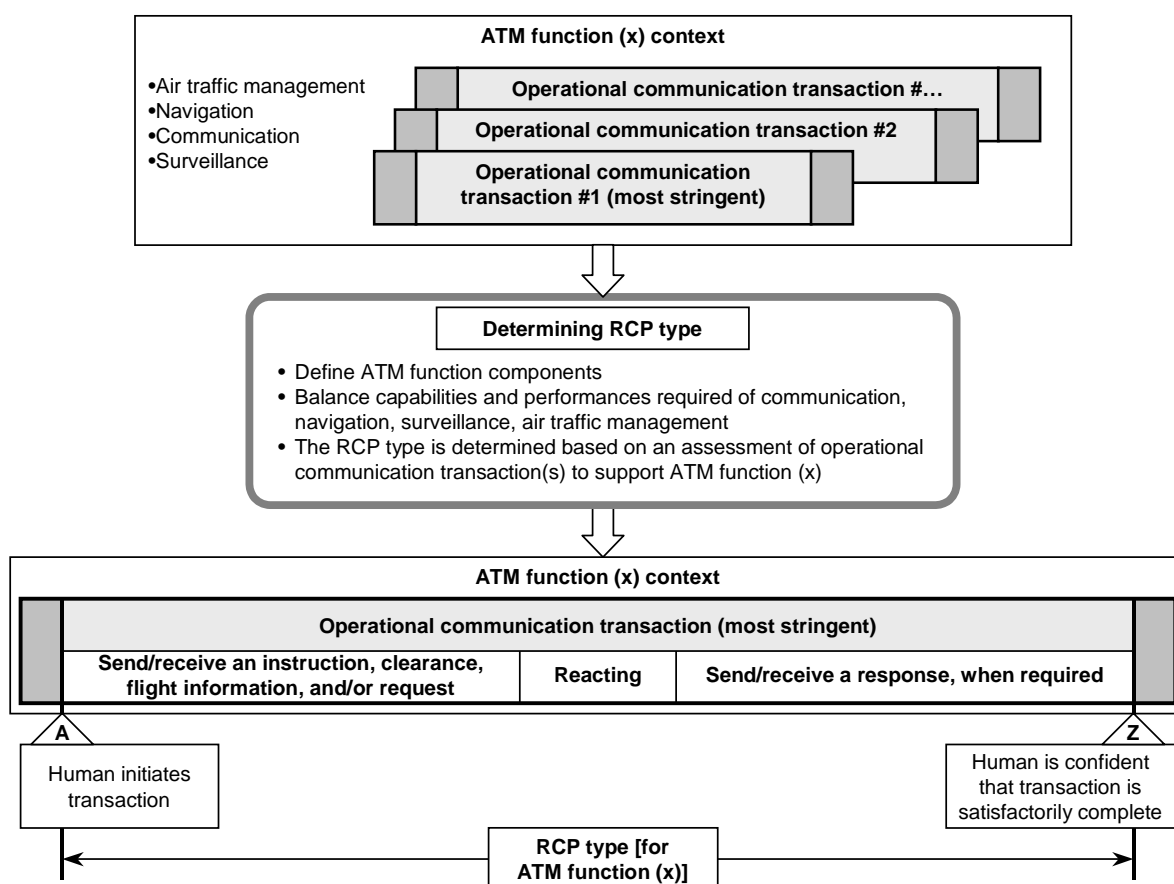 ATM function (x) context
•Air traffic management
•Navigation
•Communication
•Surveillance
Operational communication transaction #…
Operational communication transaction #2
Operational communication
transaction #1 (most stringent)
Determining RCP type
• Define ATM function components
• Balance capabilities and performances required of communication,
navigation, surveillance, air traffic management
• The RCP type is determined based on an assessment of operational
communication transaction(s) to support ATM function (x)
ATM function (x) context
Operational communication transaction (most stringent)
Send/receive an instruction, clearance,
flight information, and/or request
Reacting
Send/receive a response, when required
A
Z
Human initiates
transaction
Human is confident
that transaction is
satisfactorily complete
RCP type [for
ATM function (x)]